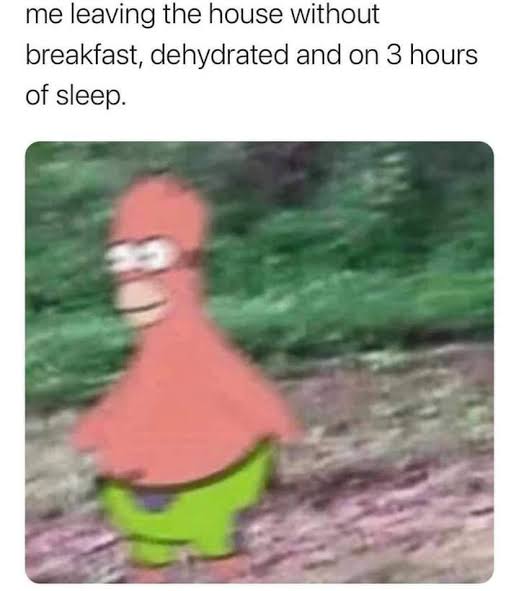 me leaving the house without
breakfast, dehydrated and on 3 hours
of sleep.